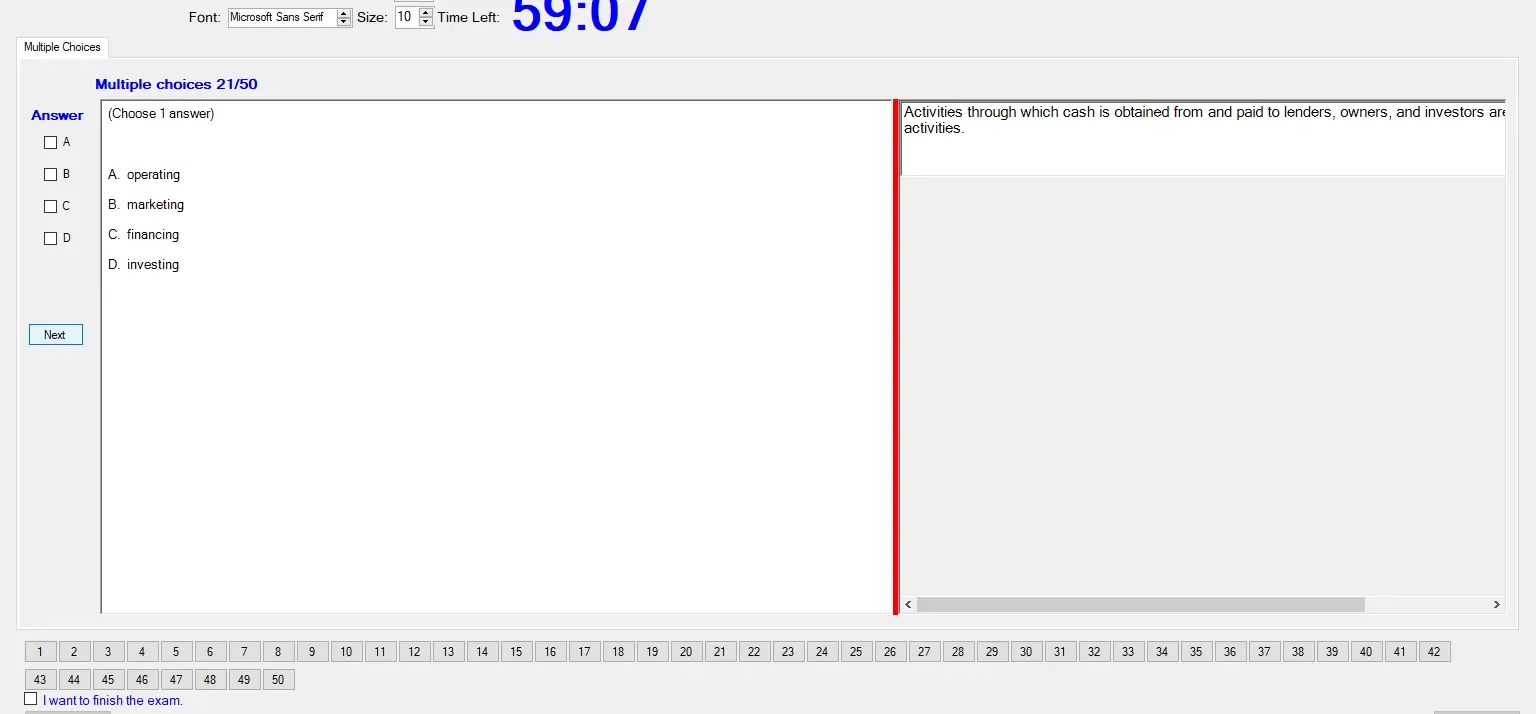 Font: Microsoft Sans Serif Size: 10 Time Left: 59:07
Multiple Choices
Multiple choices 21/50
Answer
A
B
C
D
Next
(Choose 1 answer)
A. operating
B. marketing
C. financing
D. investing
Activities through which cash is obtained from and paid to lenders, owners, and investors are
activities.
1 2 3 4 5 6 7 8 9 10 11 12 13 14 15 16 17 18 19 20 21 22 23 24 25 26 27 28 29 30 31 32 33 34 35 36 37 38 39 40 41 42
43 44 45 46 47 48 49 50
I want to finish the exam.